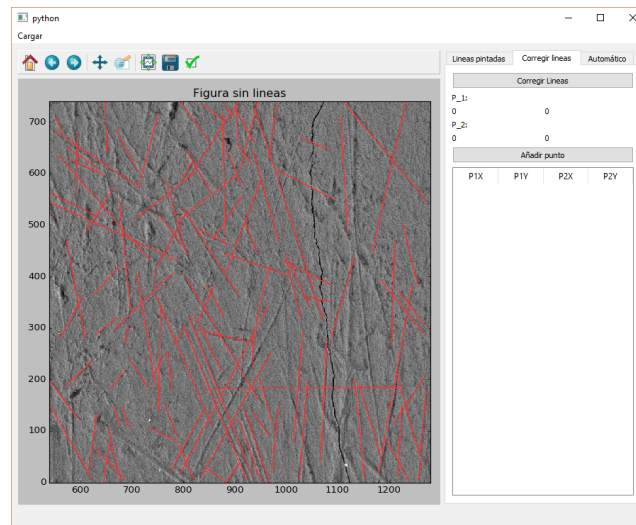 python
Cargar
Lineas pintadas Corregir lineas Automático
Corregir Lineas
P_1:
0 0
P_2:
0 0
Añadir punto
P1X P1Y P2X P2Y
Figura sin lineas
700
600
500
400
300
200
100
0
600 700 800 900 1000 1100 1200